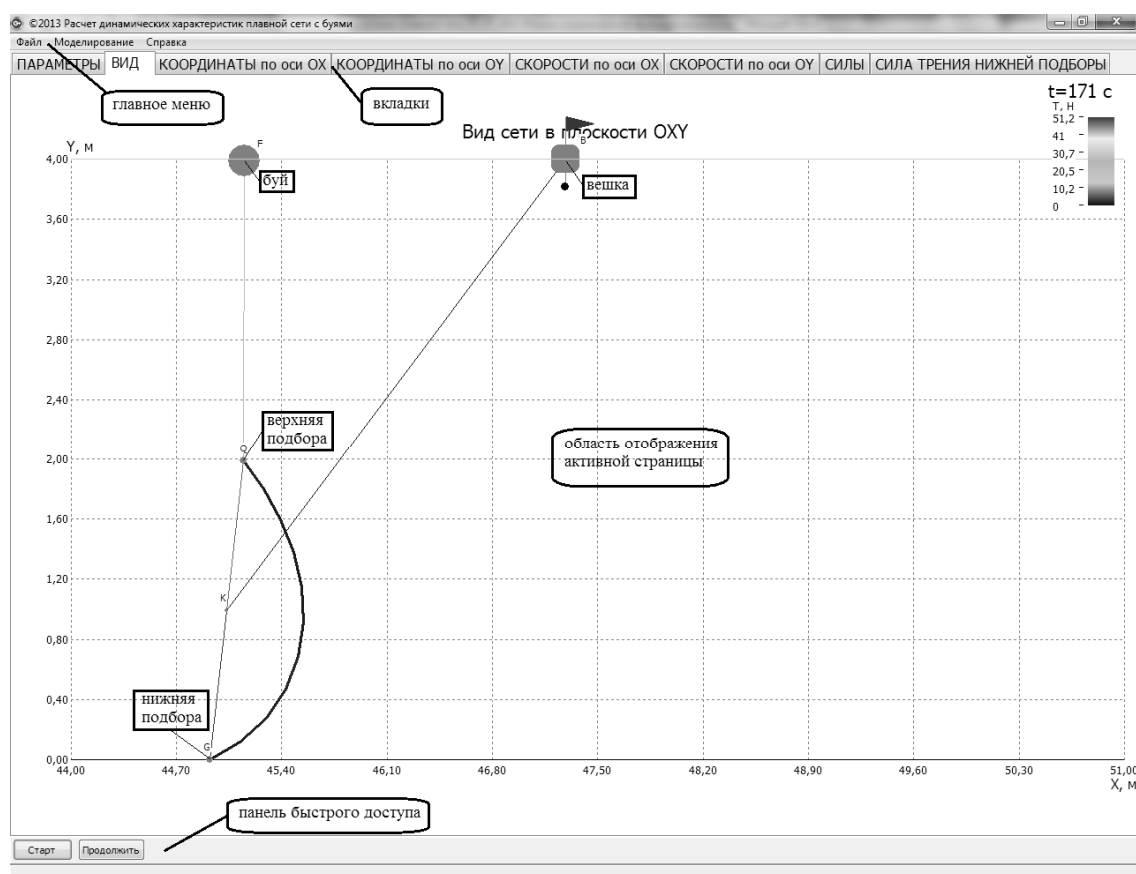 ©2013 Расчет динамических характеристик плавной сети с буями
Файл Моделирование Справка
ПАРАМЕТРЫ ВИД КООРДИНАТЫ по оси OX КООРДИНАТЫ по оси OY СКОРОСТИ по оси OX СКОРОСТИ по оси OY СИЛЫ СИЛА ТРЕНИЯ НИЖНЕЙ ПОДБОРЫ
главное меню
вкладки
t=171 c
T, H
51,2
41
30,7
20,5
10,2
0
Вид сети в плоскости OXY
Y, м
F
B
4,00
буй
вешка
3,60
3,20
2,80
2,40
верхняя
подбора
Q
область отображения
активной страницы
2,00
1,60
1,20
K
0,80
0,40
нижняя
подбора
G
0,00
44,00 44,70 45,40 46,10 46,80 47,50 48,20 48,90 49,60 50,30 51,00
X, м
панель быстрого доступа
Старт Продолжить